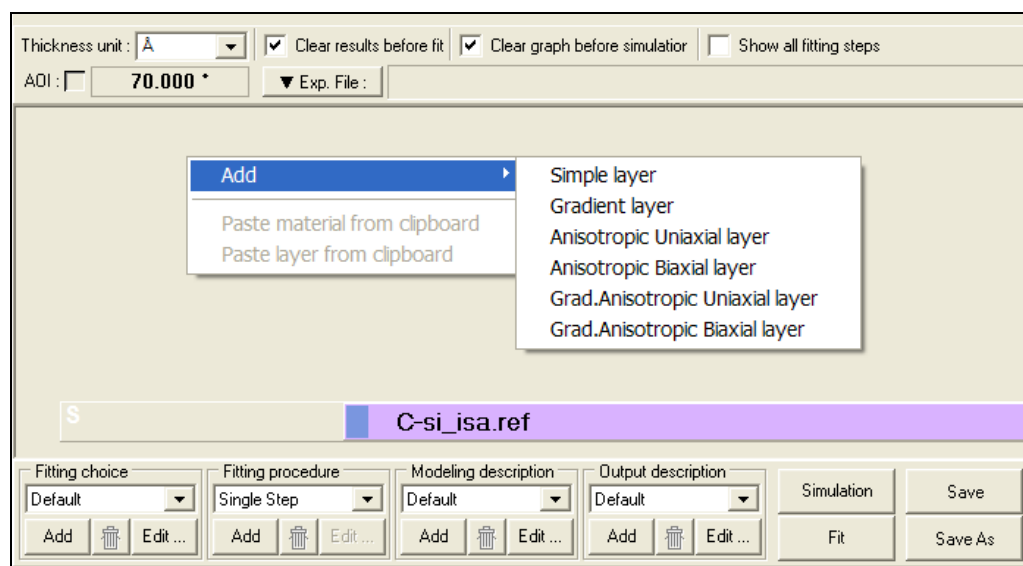 Thickness unit : Å Clear results before fit Clear graph before simulatior Show all fitting steps
AOI : 70.000 ° ▼ Exp. File :
Add
Simple layer
Gradient layer
Paste material from clipboard
Anisotropic Uniaxial layer
Paste layer from clipboard
Anisotropic Biaxial layer
Grad.Anisotropic Uniaxial layer
Grad.Anisotropic Biaxial layer
S
C-si_isa.ref
Fitting choice Fitting procedure Modeling description Output description
Default Single Step Default Default Simulation Save
Add Edit ... Add Edit ... Add Edit ... Add Edit ... Fit Save As